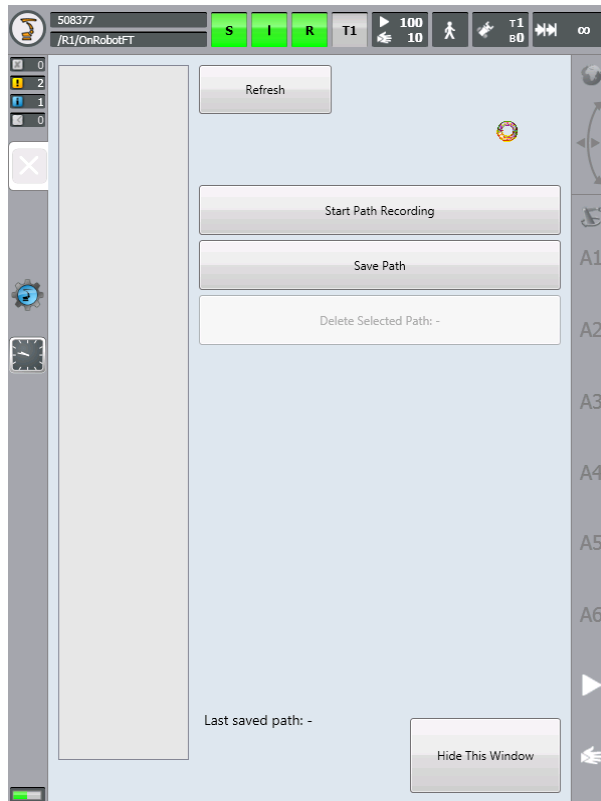 508377
/R1/OnRobotFT
S
I
R
T1
100
10
T1
B0
∞
0
2
1
0
Refresh
Start Path Recording
Save Path
Delete Selected Path: -
A1
A2
A3
A4
A5
A6
Last saved path: -
Hide This Window